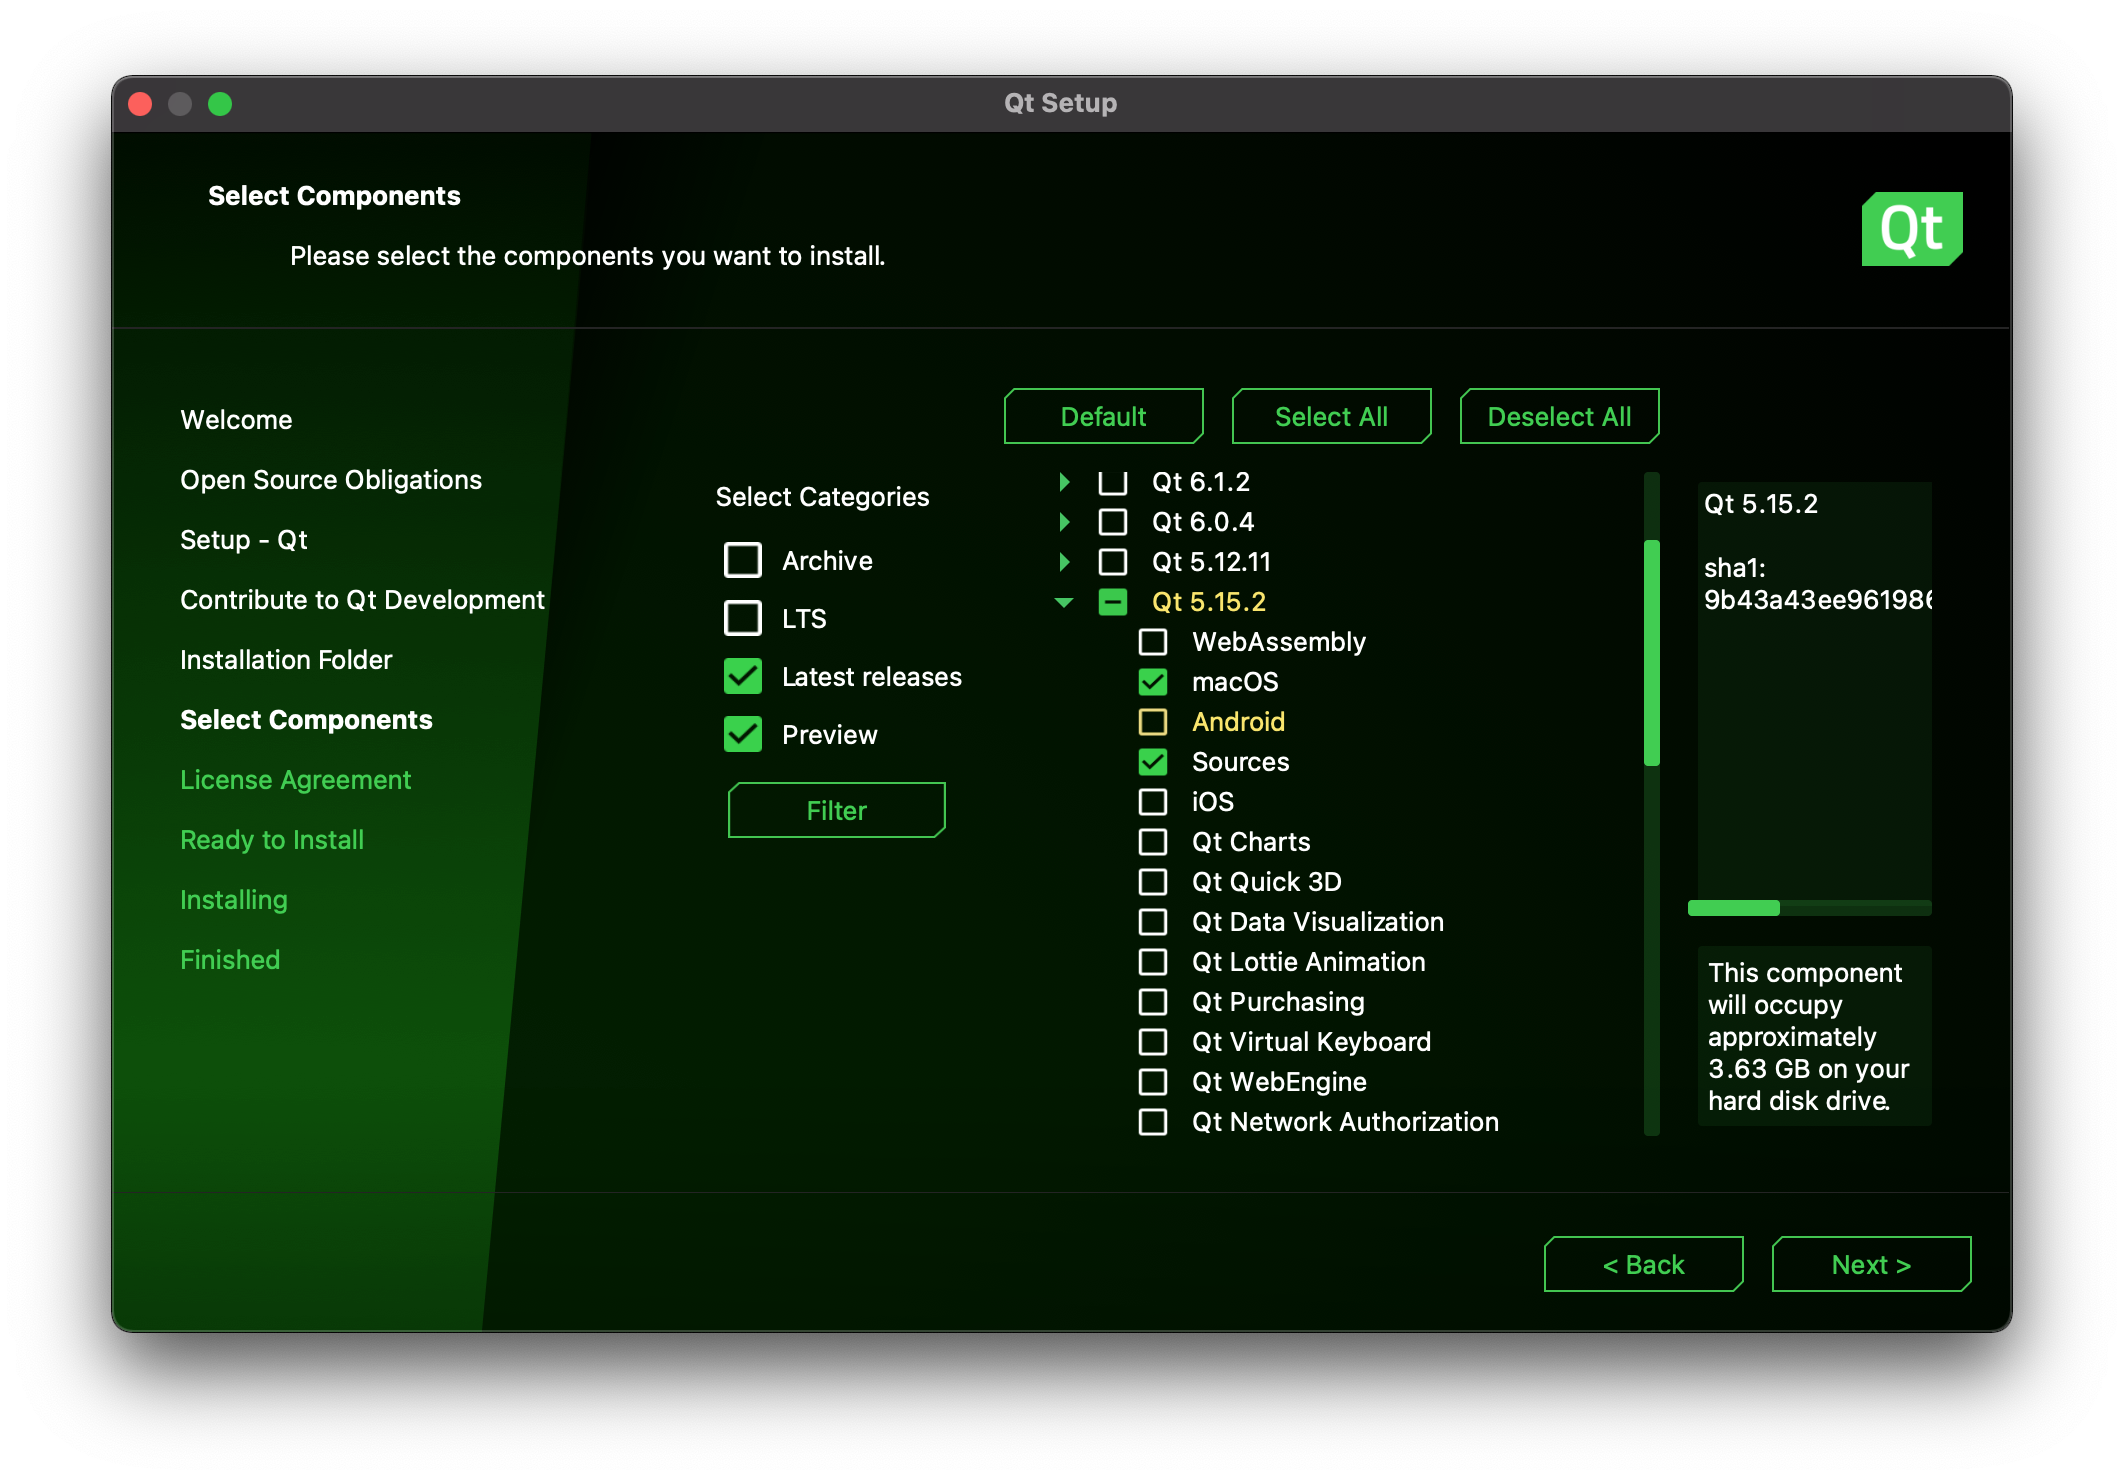 Qt Setup
Select Components
Please select the components you want to install.
Qt
Welcome
Open Source Obligations
Setup - Qt
Contribute to Qt Development
Installation Folder
Select Components
License Agreement
Ready to Install
Installing
Finished
Select Categories
Archive
LTS
Latest releases
Preview
Filter
Default
Select All
Deselect All
Qt 6.1.2
Qt 6.0.4
Qt 5.12.11
Qt 5.15.2
WebAssembly
macOS
Android
Sources
iOS
Qt Charts
Qt Quick 3D
Qt Data Visualization
Qt Lottie Animation
Qt Purchasing
Qt Virtual Keyboard
Qt WebEngine
Qt Network Authorization
Qt 5.15.2
sha1:
9b43a43ee961986
This component
will occupy
approximately
3.63 GB on your
hard disk drive.
< Back
Next >